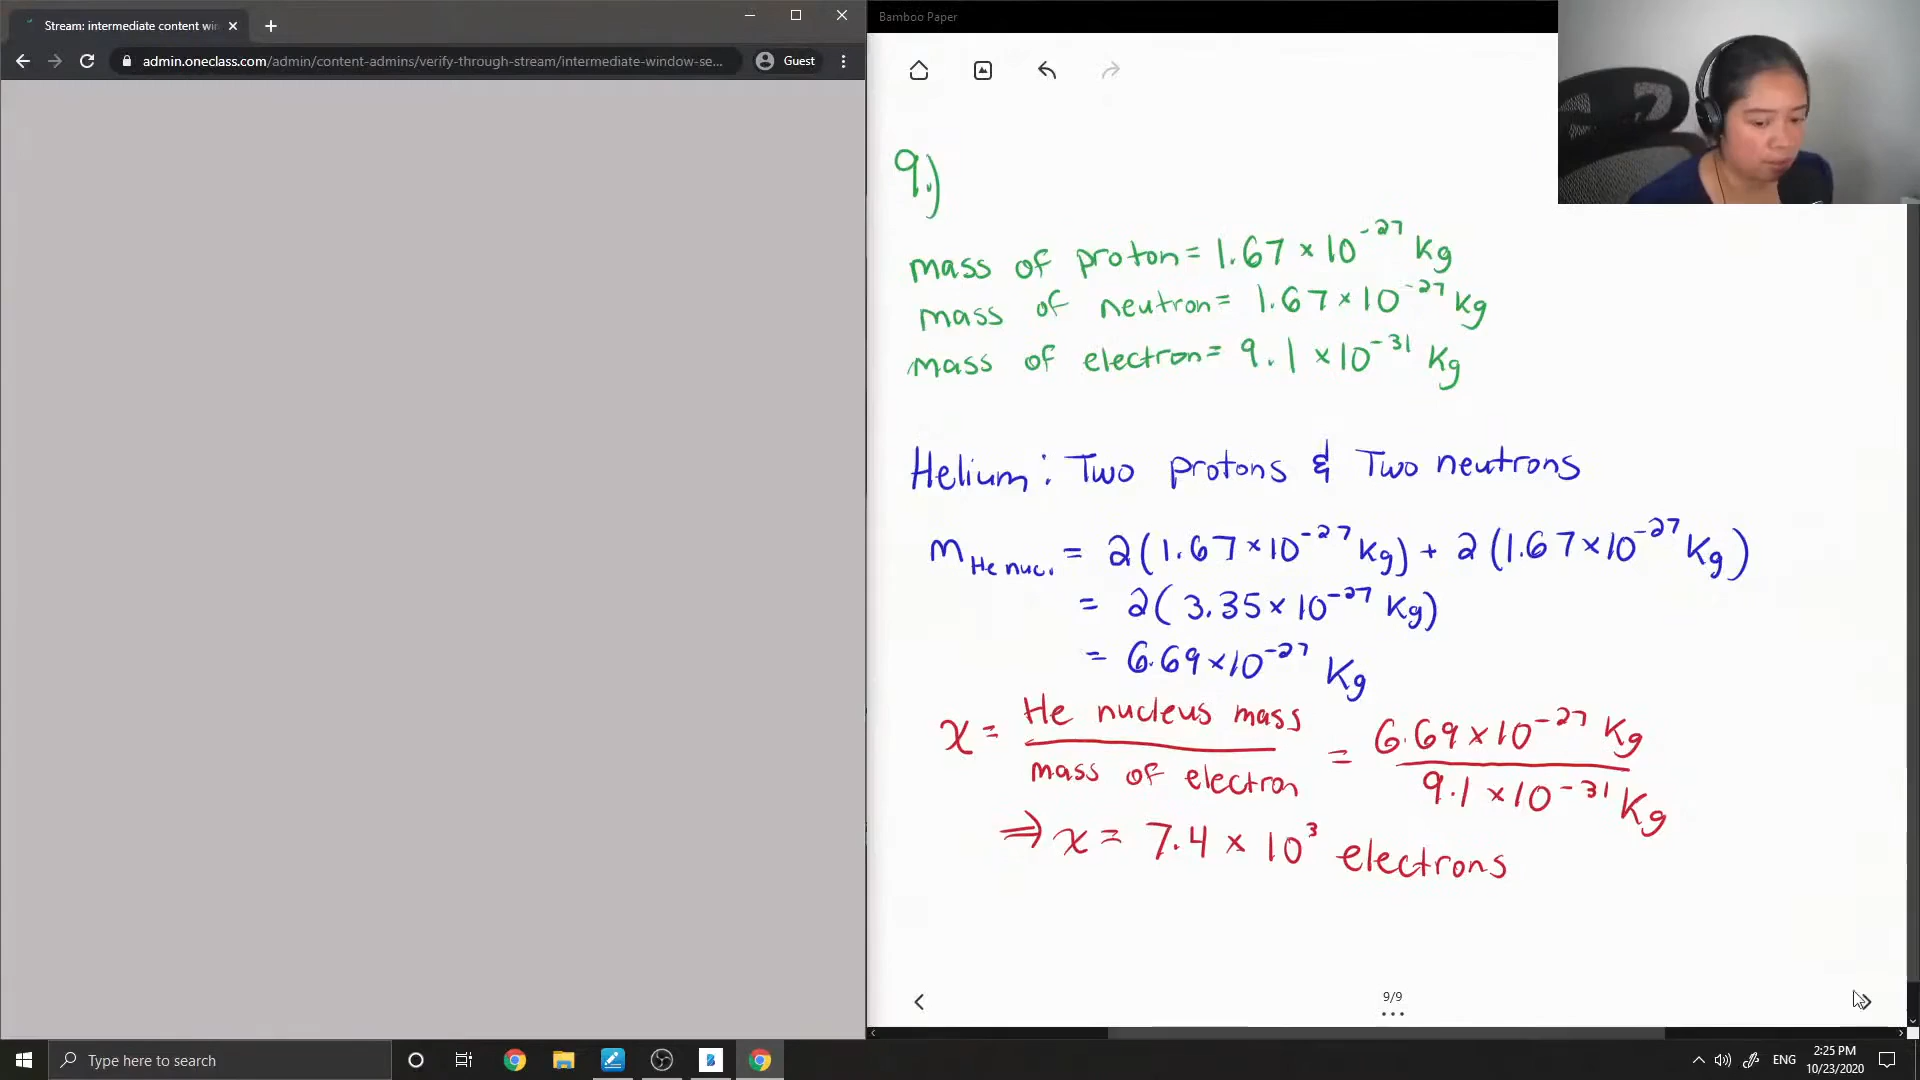 Stream: intermediate content win
admin.oneclass.com/admin/content-admins/verify-through-stream/intermediate-window-se...
Guest
Bamboo Paper
9.)
mass of proton = 1.67 × 10^-27 Kg
mass of neutron = 1.67 × 10^-27 Kg
mass of electron = 9.1 × 10^-31 Kg
Helium: Two protons & Two neutrons
m_He nuc. = 2(1.67 × 10^-27 Kg) + 2(1.67 × 10^-27 Kg)
= 2(3.35 × 10^-27 Kg)
= 6.69 × 10^-27 Kg
x = He nucleus mass / mass of electron = 6.69 × 10^-27 Kg / 9.1 × 10^-31 Kg
⇒ x = 7.4 × 10^3 electrons
9/9
Type here to search
ENG
2:25 PM
10/23/2020